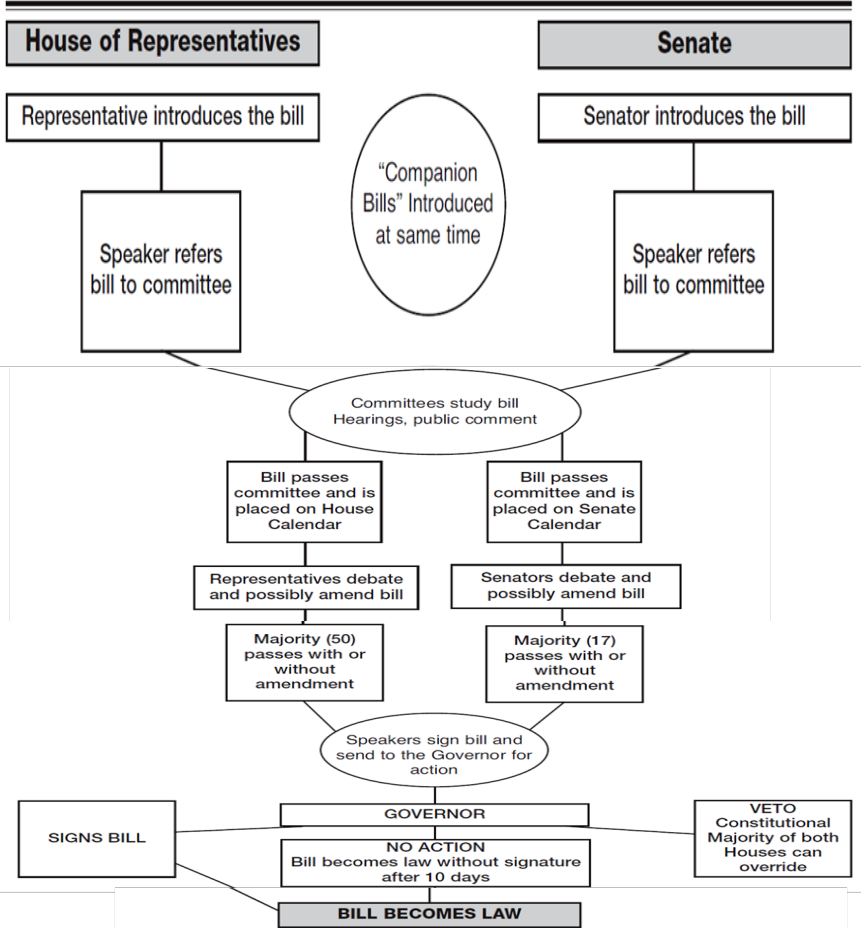 House of Representatives
Senate
Representative introduces the bill
Senator introduces the bill
“Companion
Bills” Introduced
at same time
Speaker refers
bill to committee
Speaker refers
bill to committee
Committees study bill
Hearings, public comment
Bill passes
committee and is
placed on House
Calendar
Bill passes
committee and is
placed on Senate
Calendar
Representatives debate
and possibly amend bill
Senators debate and
possibly amend bill
Majority (50)
passes with or
without
amendment
Majority (17)
passes with or
without
amendment
Speakers sign bill and
send to the Governor for
action
SIGNS BILL
GOVERNOR
VETO
Constitutional
Majority of both
Houses can
override
NO ACTION
Bill becomes law without signature
after 10 days
BILL BECOMES LAW